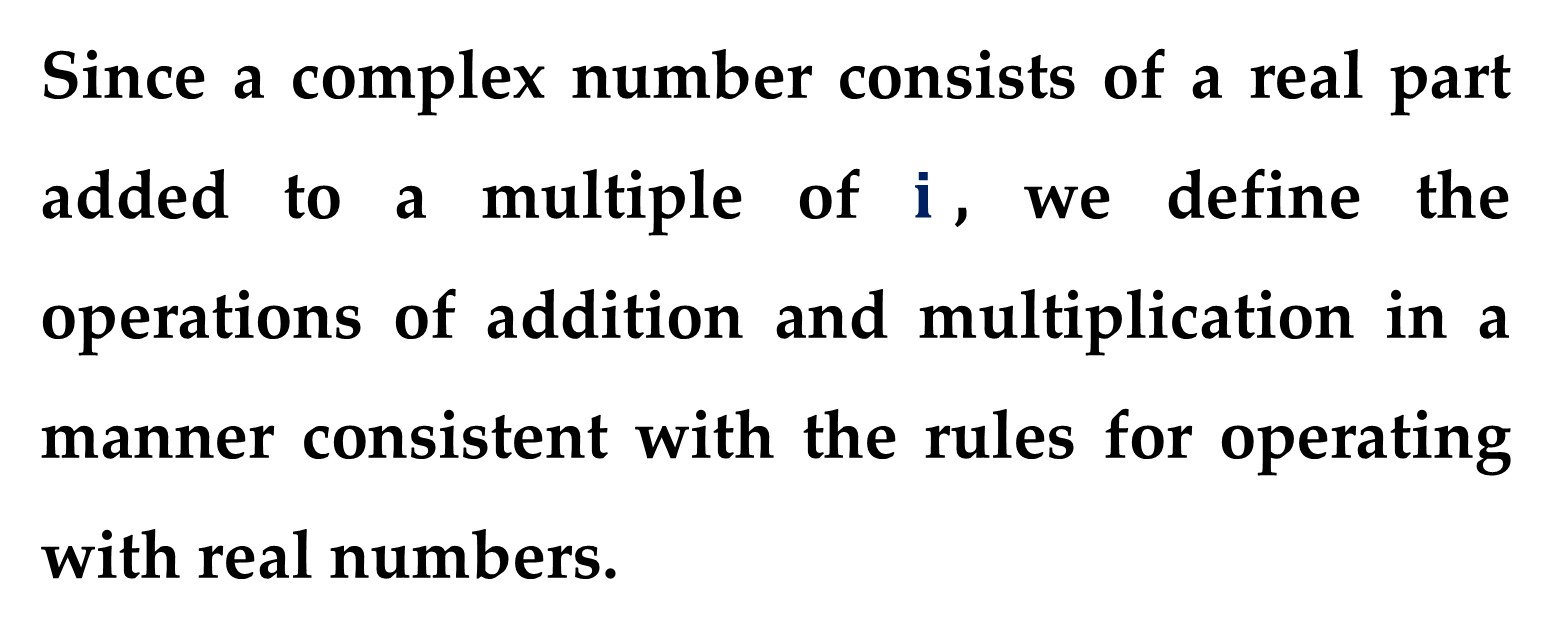 Since a complex number consists of a real part
added to a multiple of i , we define the
operations of addition and multiplication in a
manner consistent with the rules for operating
with real numbers.